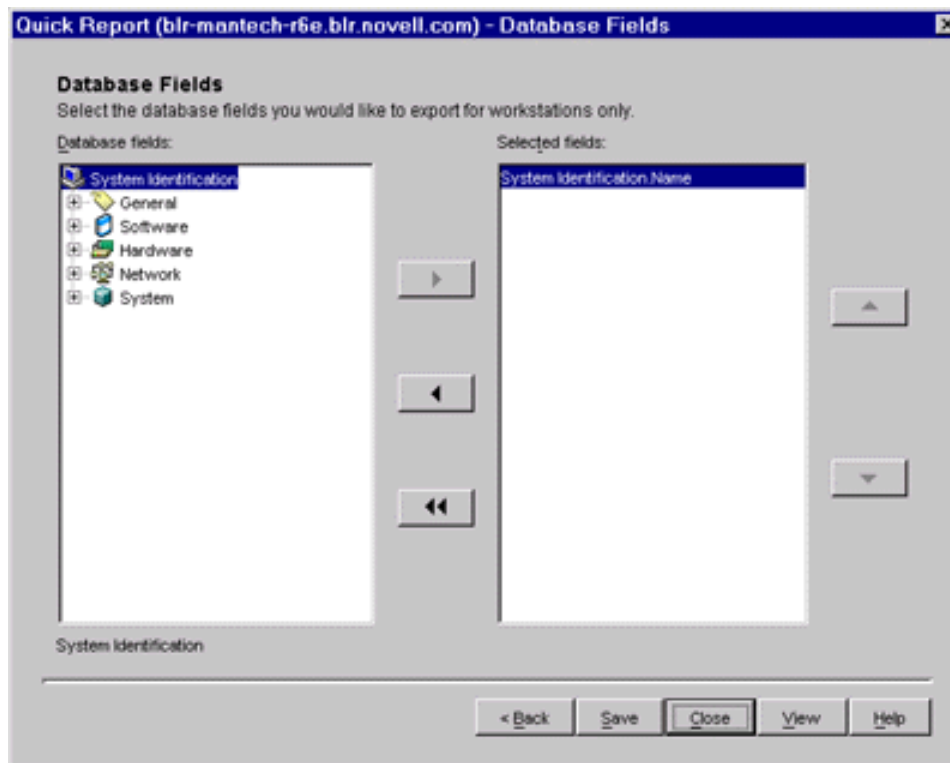 Quick Report (blr-mantech-r6e.blr.novell.com) - Database Fields
Database Fields
Select the database fields you would like to export for workstations only.
Database fields:
Selected fields:
System Identification
General
Software
Hardware
Network
System
System Identification.Name
System Identification
< Back
Save
Close
View
Help